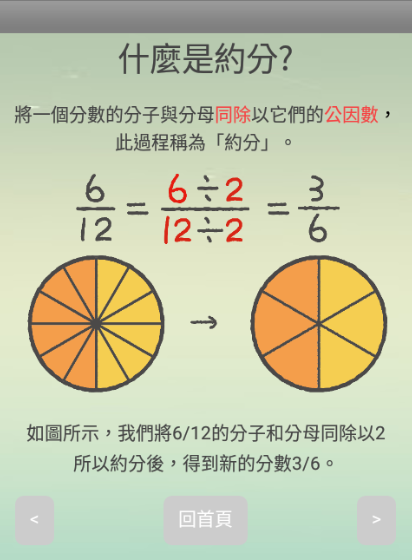 什麼是約分?
將一個分數的分子與分母同除以它們的公因數，
此過程稱為「約分」。
6/12 = 6÷2/12÷2 = 3/6
→
如圖所示，我們將6/12的分子和分母同除以2
所以約分後，得到新的分數3/6。
< 回首頁 >